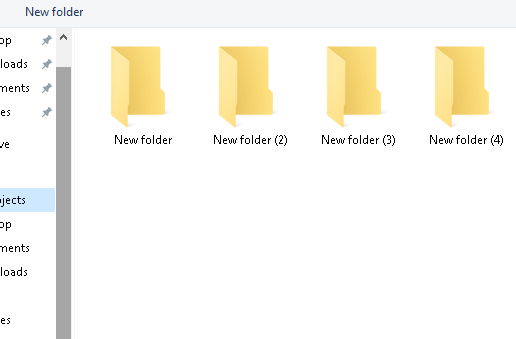 New folder
op
loads
ments
es
ve
jects
op
ments
loads
es
New folder
New folder (2)
New folder (3)
New folder (4)